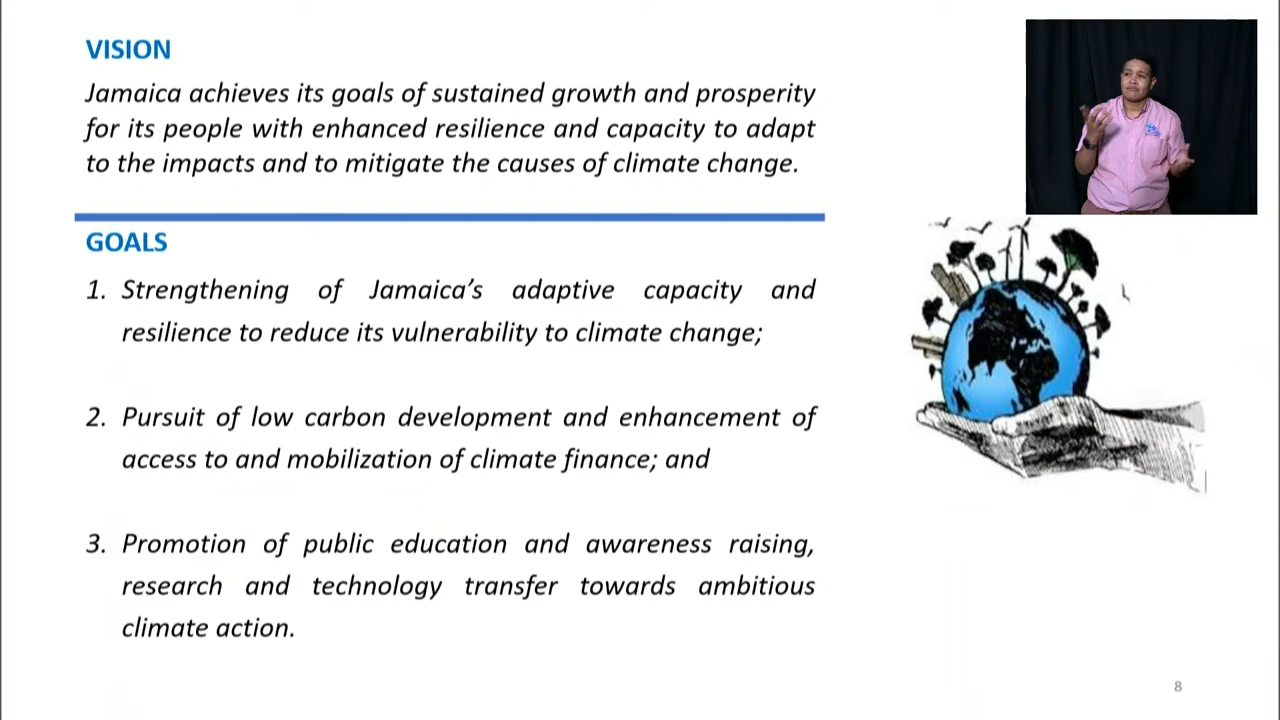 VISION
Jamaica achieves its goals of sustained growth and prosperity
for its people with enhanced resilience and capacity to adapt
to the impacts and to mitigate the causes of climate change.
GOALS
1. Strengthening of Jamaica's adaptive capacity and
resilience to reduce its vulnerability to climate change;
2. Pursuit of low carbon development and enhancement of
access to and mobilization of climate finance; and
3. Promotion of public education and awareness raising,
research and technology transfer towards ambitious
climate action.
8